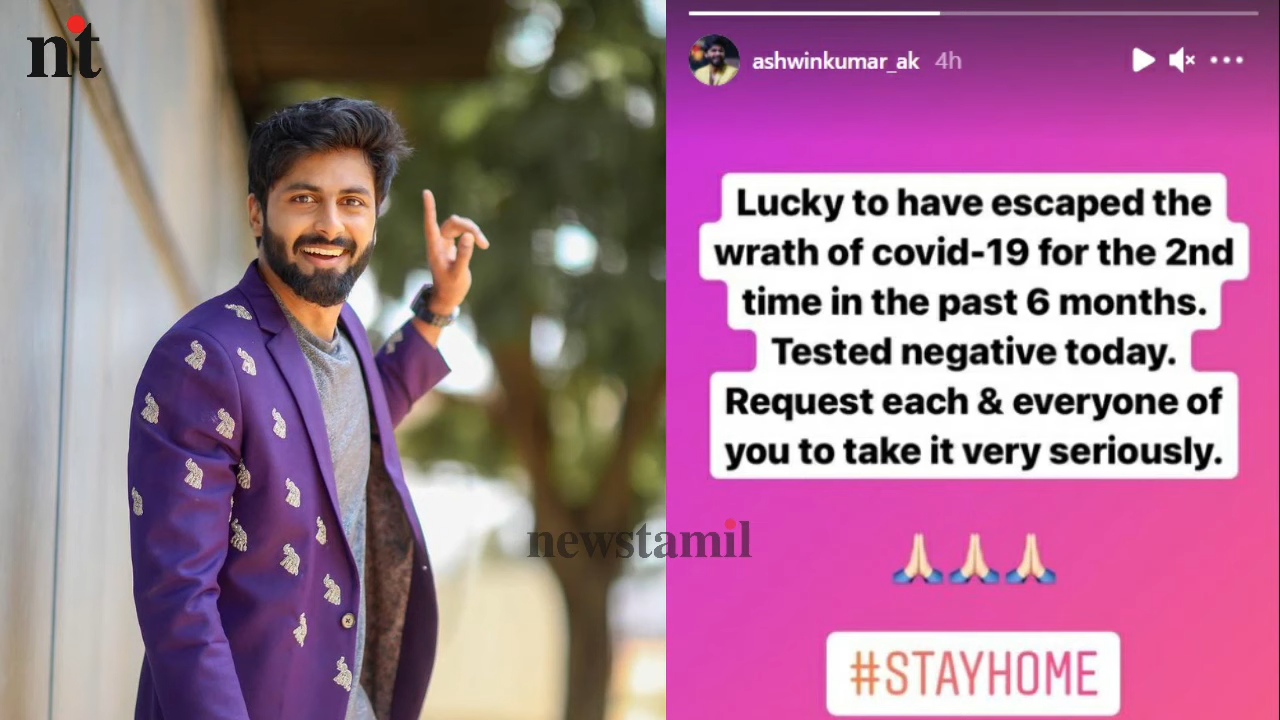 nt
ashwinkumar_ak 4h
Lucky to have escaped the
wrath of covid-19 for the 2nd
time in the past 6 months.
Tested negative today.
Request each & everyone of
you to take it very seriously.
newstamil
#STAYHOME